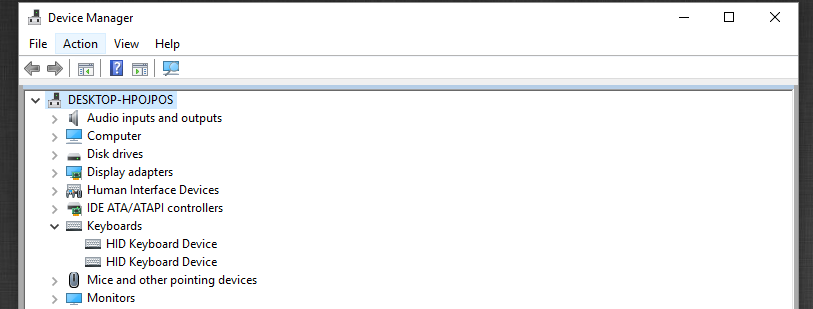 Device Manager
File Action View Help
DESKTOP-HPOJPOS
Audio inputs and outputs
Computer
Disk drives
Display adapters
Human Interface Devices
IDE ATA/ATAPI controllers
Keyboards
HID Keyboard Device
HID Keyboard Device
Mice and other pointing devices
Monitors